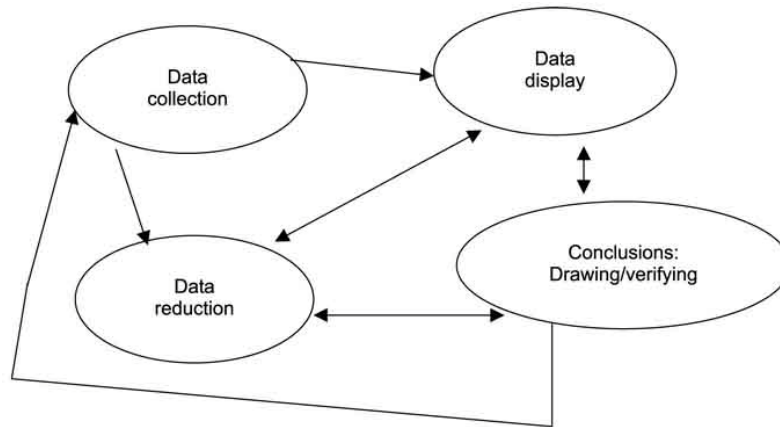 Data
collection
Data
display
Data
reduction
Conclusions:
Drawing/verifying